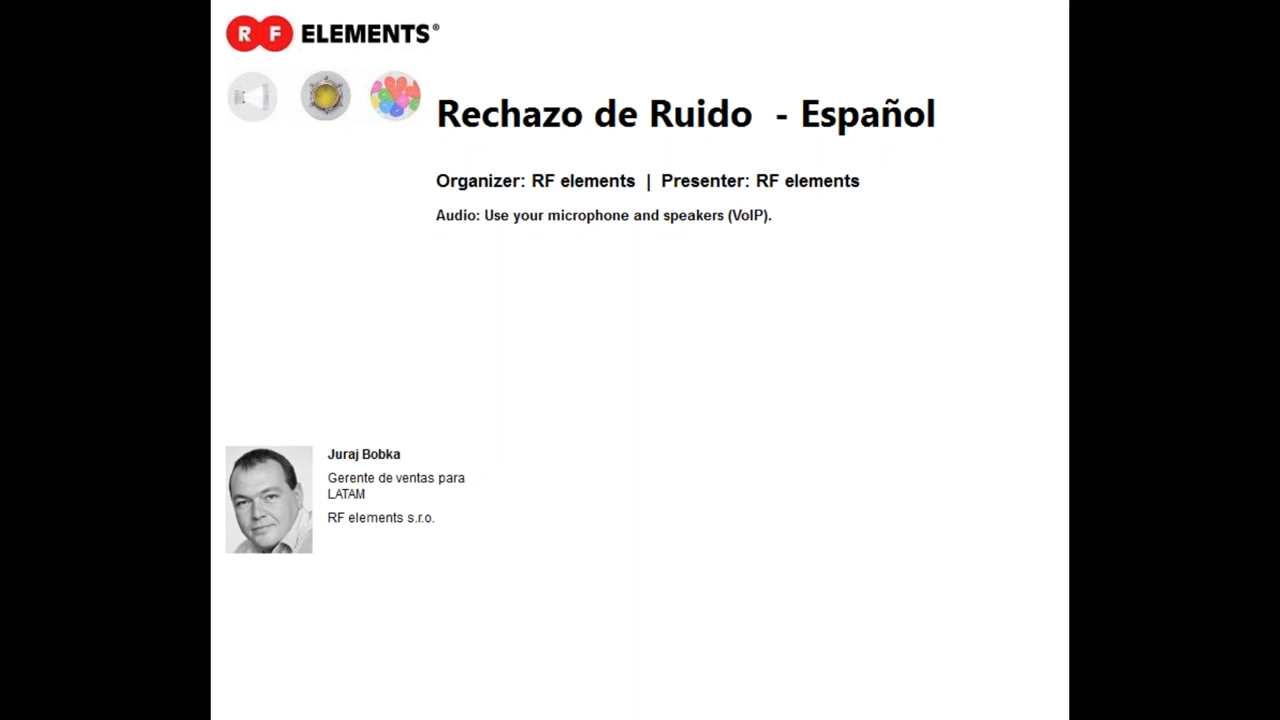 RF ELEMENTS®
Rechazo de Ruido - Español
Organizer: RF elements | Presenter: RF elements
Audio: Use your microphone and speakers (VoIP).
Juraj Bobka
Gerente de ventas para
LATAM
RF elements s.r.o.